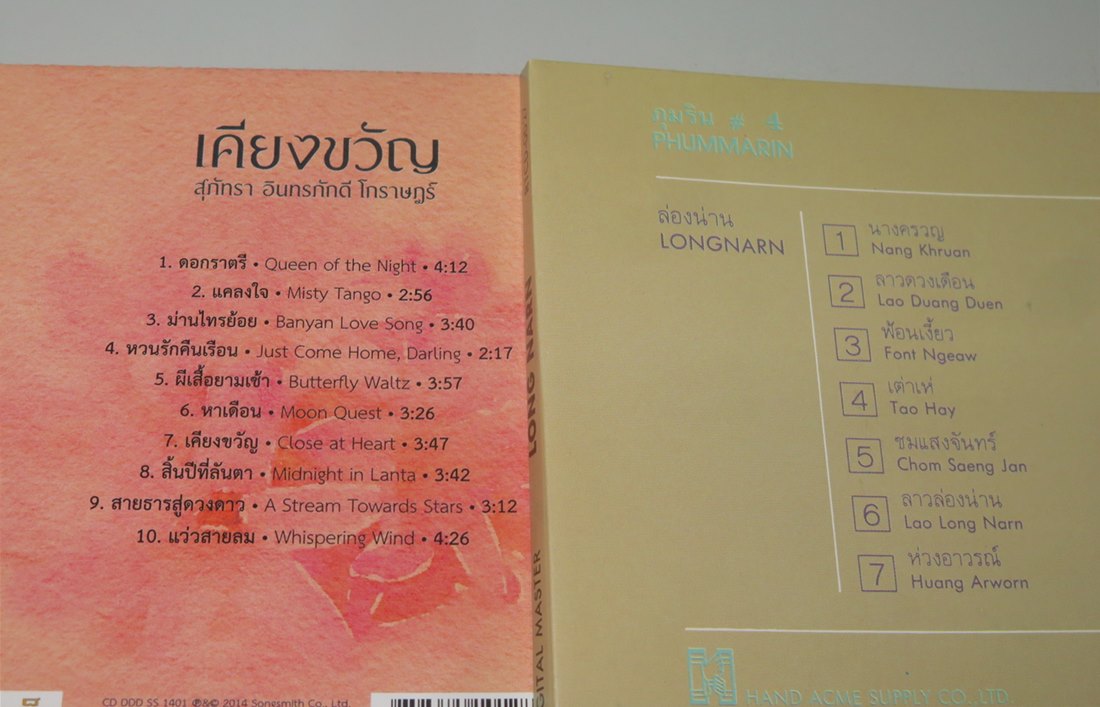 เคียงขวัญ
สุภัทรา อินทรภักดี โกราษฎร์
1. ดอกราตรี • Queen of the Night • 4:12
2. แคลงใจ • Misty Tango • 2:56
3. ม่านไทรย้อย • Banyan Love Song • 3:40
4. หวนรักคืนเรือน • Just Come Home, Darling • 2:17
5. ผีเสื้อยามเช้า • Butterfly Waltz • 3:57
6. หาเดือน • Moon Quest • 3:26
7. เคียงขวัญ • Close at Heart • 3:47
8. สิ้นปีที่ลันตา • Midnight in Lanta • 3:42
9. สายธารสู่ดวงดาว • A Stream Towards Stars • 3:12
10. แว่วสายลม • Whispering Wind • 4:26
CD DDD SS 1401 ℗&© 2014 Songsmith Co., Ltd.
LONG NARN
GITAL MASTER
ภูมริน # 4
PHUMMARIN
ล่องน่าน
LONGNARN
1 นางครวญ
Nang Khruan
2 ลาวดวงเดือน
Lao Duang Duen
3 ฟ้อนเงี้ยว
Font Ngeaw
4 เต่าเห่
Tao Hay
5 ชมแสงจันทร์
Chom Saeng Jan
6 ลาวล่องน่าน
Lao Long Narn
7 ห่วงอาวรณ์
Huang Arworn
HAND ACME SUPPLY CO.,LTD.